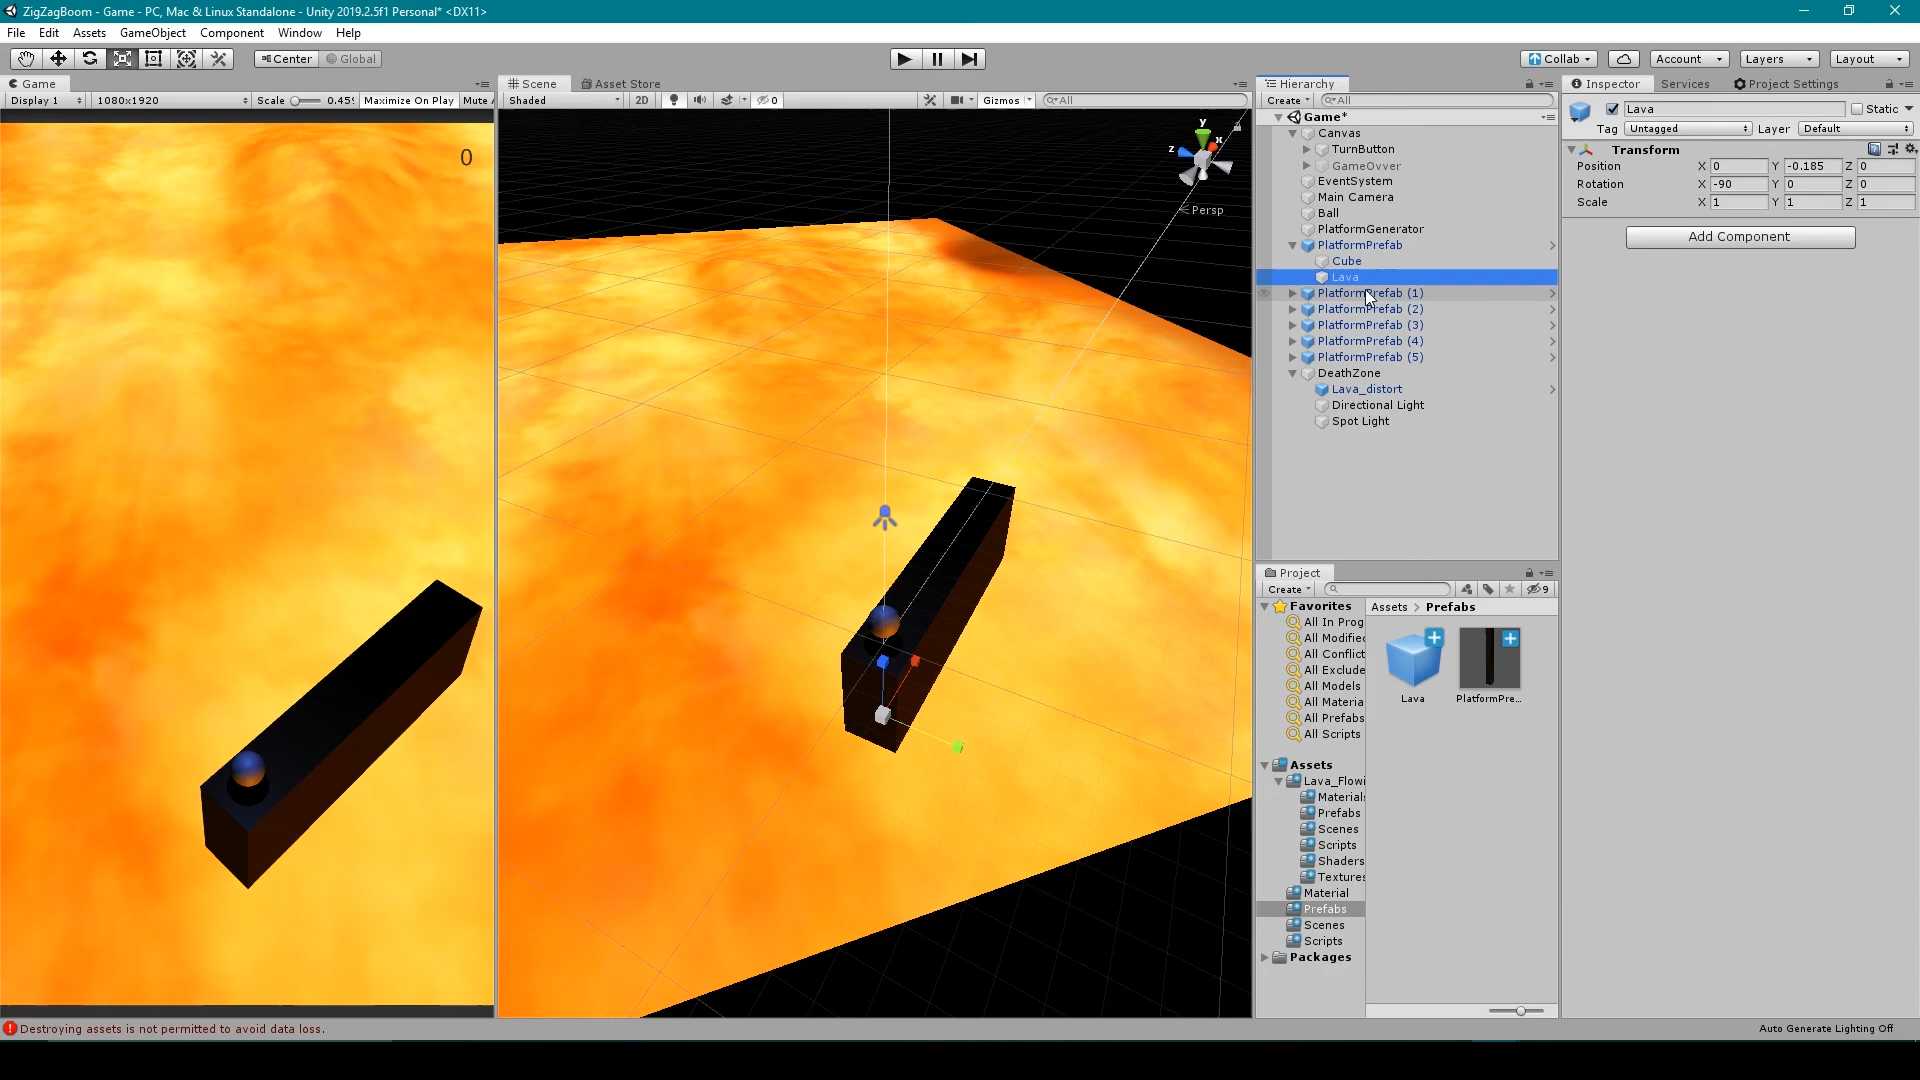 ZigZagBoom - Game - PC, Mac & Linux Standalone - Unity 2019.2.5f1 Personal* <DX11>
File Edit Assets GameObject Component Window Help
Center Global
Collab Account Layers Layout
Game
Display 1 1080x1920 Scale 0.45 Maximize On Play Mute
0
Scene Asset Store
Shaded 2D 0 Gizmos All
y
x
z
Persp
Hierarchy
Create All
Game*
Canvas
TurnButton
GameOvver
EventSystem
Main Camera
Ball
PlatformGenerator
PlatformPrefab
Cube
Lava
PlatformPrefab (1)
PlatformPrefab (2)
PlatformPrefab (3)
PlatformPrefab (4)
PlatformPrefab (5)
DeathZone
Lava_distort
Directional Light
Spot Light
Project
Create 9
Favorites
All In Prog
All Modified
All Conflict
All Exclude
All Models
All Materia
All Prefabs
All Scripts
Assets
Lava_Flowi
Materials
Prefabs
Scenes
Scripts
Shaders
Textures
Material
Prefabs
Scenes
Scripts
Packages
Assets > Prefabs
Lava PlatformPre...
Inspector Services Project Settings
Lava Static
Tag Untagged Layer Default
Transform
Position X 0 Y -0.185 Z 0
Rotation X -90 Y 0 Z 0
Scale X 1 Y 1 Z 1
Add Component
Destroying assets is not permitted to avoid data loss.
Auto Generate Lighting Off